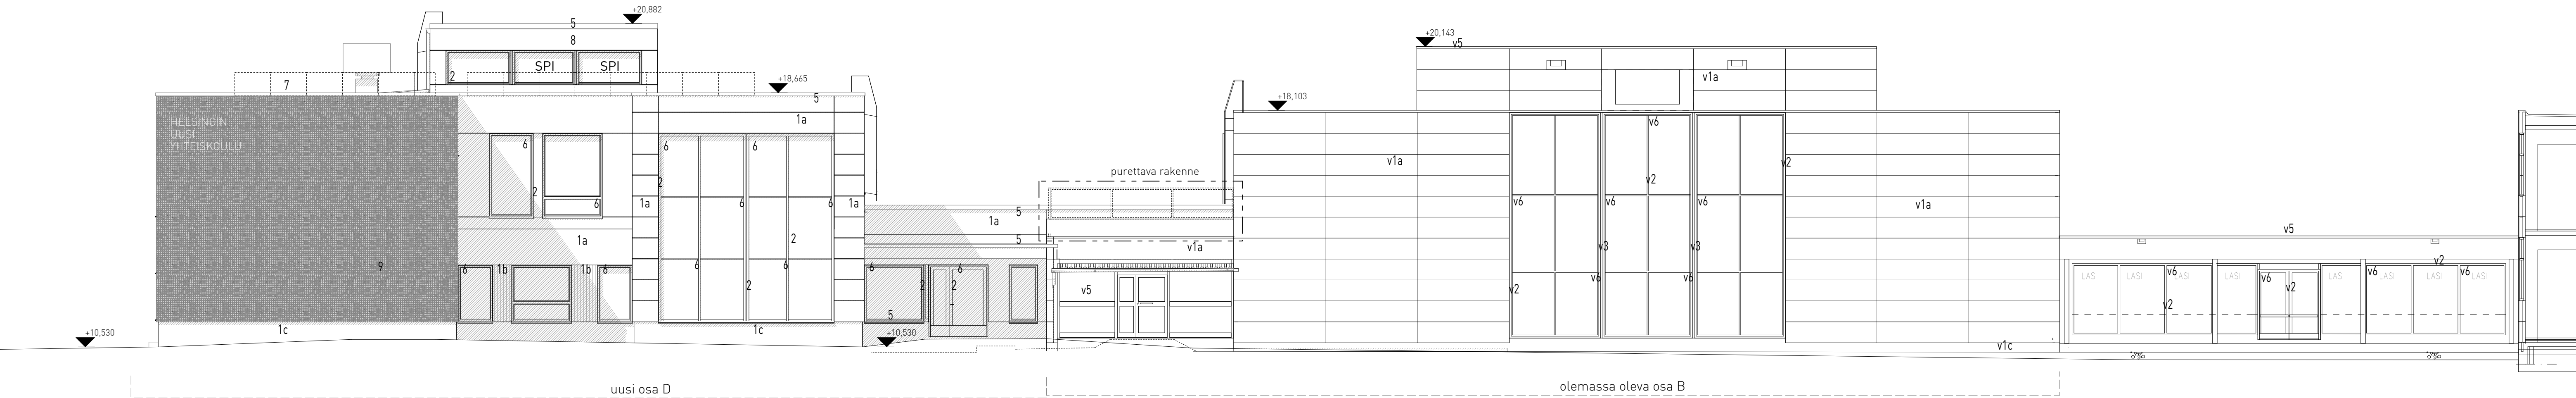 +20,882
5
8
2
SPI
SPI
7
+18,665
5
1a
HELSINGIN
UUSI
YHTEISKOULU
6
2
6
6
2
6
6
6
1a
1a
1a
2
6
6
2
9
6
1b
1b
6
1c
1c
+10,530
5
1a
5
6
2
6
2
5
+10,530
purettava rakenne
v1a
v5
+18,103
+20,143
v5
v1a
v1a
v6
v2
v2
v6
v6
v6
v3
v3
v6
v6
v2
v1a
v1c
v5
v2
LASI
LASI
v6
LASI
LASI
v6
v2
LASI
v6
LASI
LASI
v6
LASI
v2
uusi osa D
olemassa oleva osa B